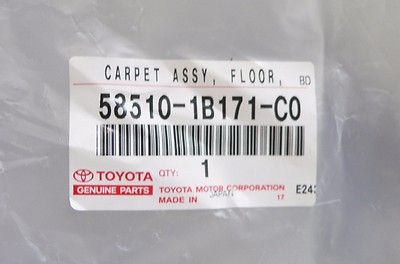 CARPET ASSY, FLOOR, BD
58510-1B171-C0
TOYOTA QTY: 1
GENUINE PARTS TOYOTA MOTOR CORPORATION E243
MADE IN JAPAN 17